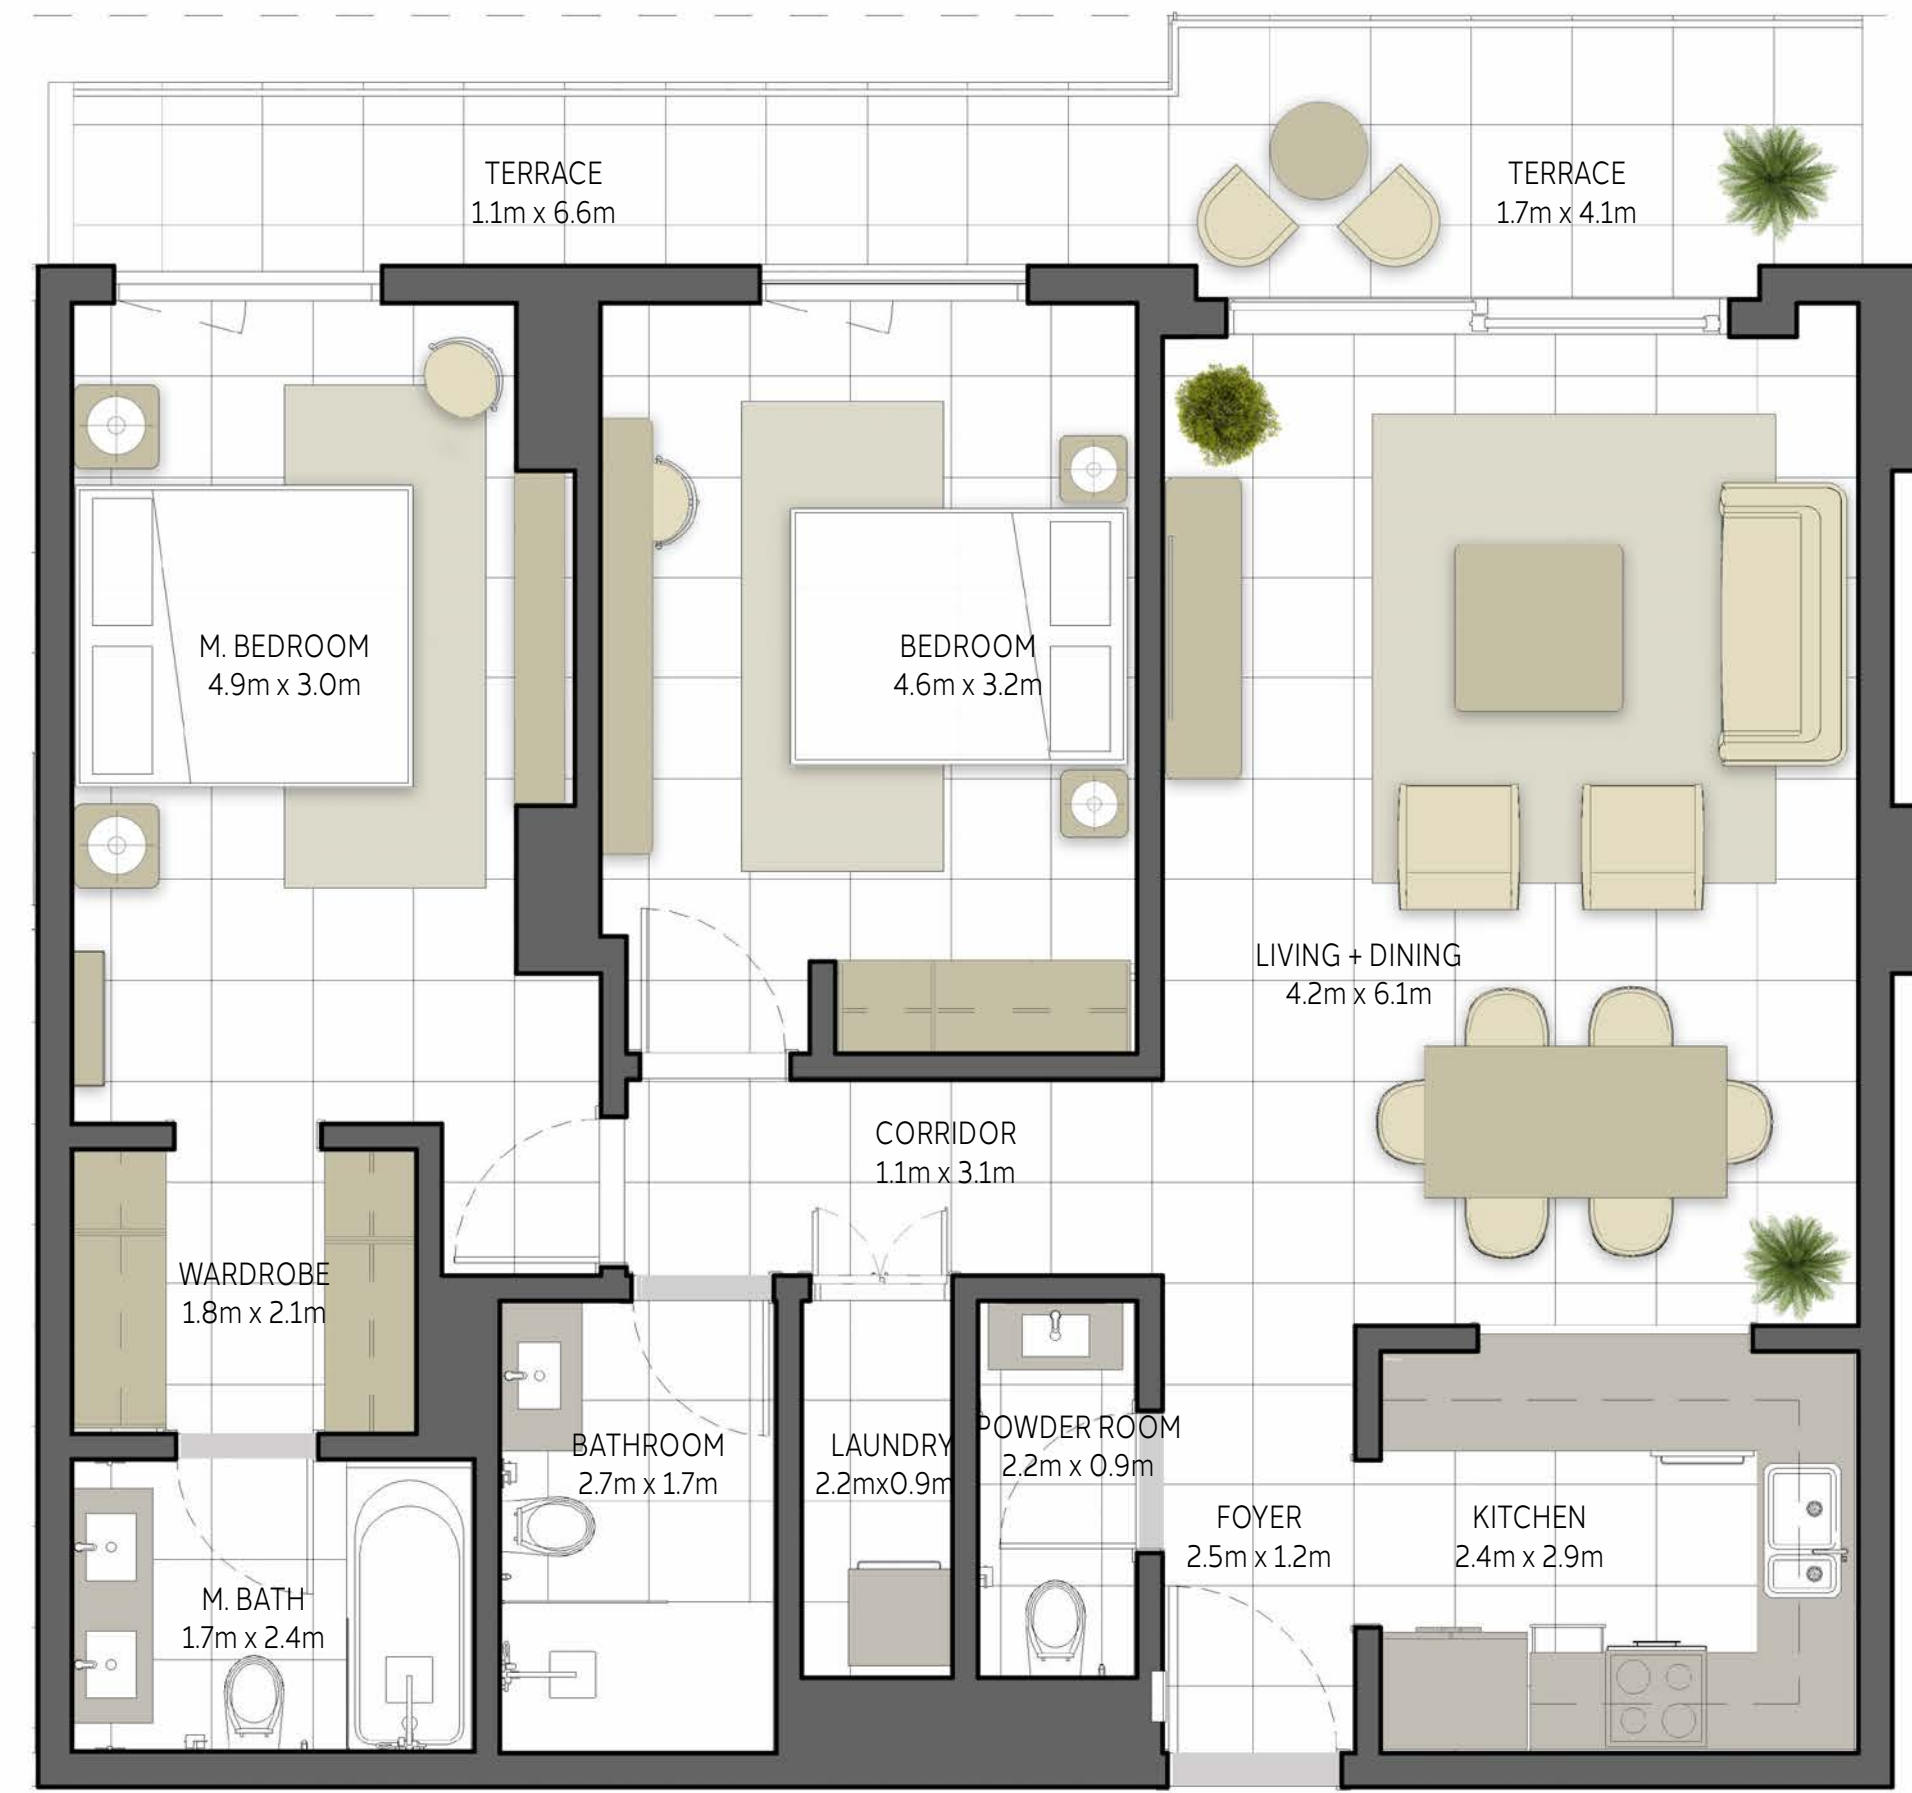 TERRACE
1.1m x 6.6m
TERRACE
1.7m x 4.1m
M. BEDROOM
4.9m x 3.0m
BEDROOM
4.6m x 3.2m
LIVING + DINING
4.2m x 6.1m
CORRIDOR
1.1m x 3.1m
WARDROBE
1.8m x 2.1m
BATHROOM
2.7m x 1.7m
LAUNDRY
2.2mx0.9m
POWDER ROOM
2.2m x 0.9m
FOYER
2.5m x 1.2m
KITCHEN
2.4m x 2.9m
M. BATH
1.7m x 2.4m